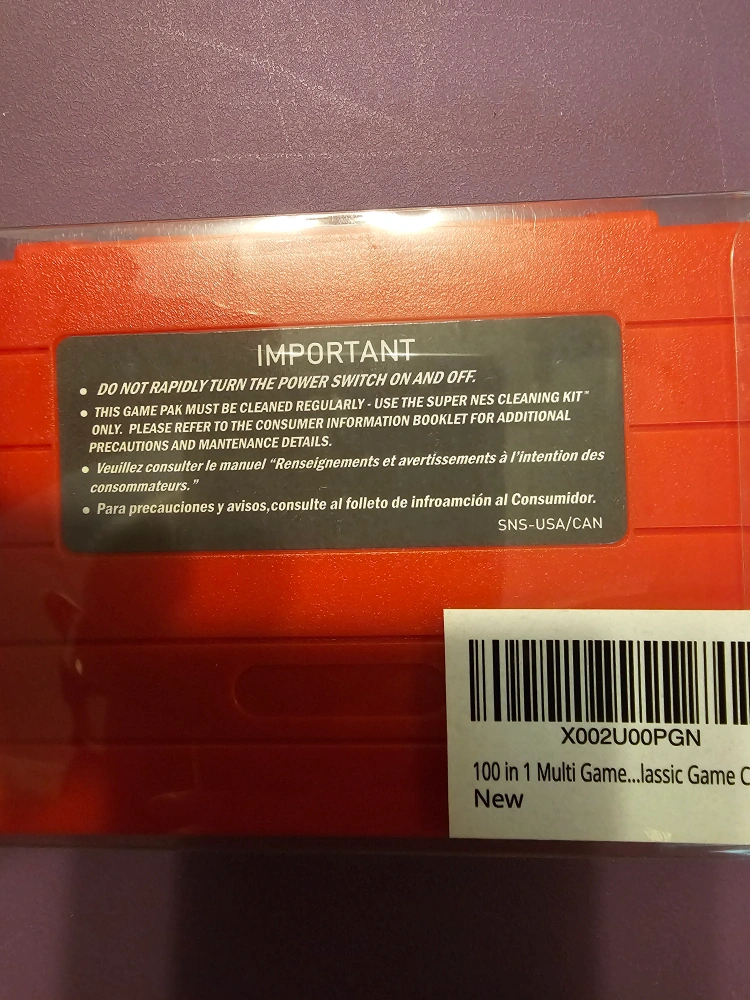 IMPORTANT
• DO NOT RAPIDLY TURN THE POWER SWITCH ON AND OFF.
• THIS GAME PAK MUST BE CLEANED REGULARLY - USE THE SUPER NES CLEANING KIT™
ONLY. PLEASE REFER TO THE CONSUMER INFORMATION BOOKLET FOR ADDITIONAL
PRECAUTIONS AND MANTENANCE DETAILS.
• Veuillez consulter le manuel “Renseignements et avertissements à l’intention des
consommateurs.”
• Para precauciones y avisos,consulte al folleto de infroamción al Consumidor.
SNS-USA/CAN
X002U00PGN
100 in 1 Multi Game...lassic Game C
New